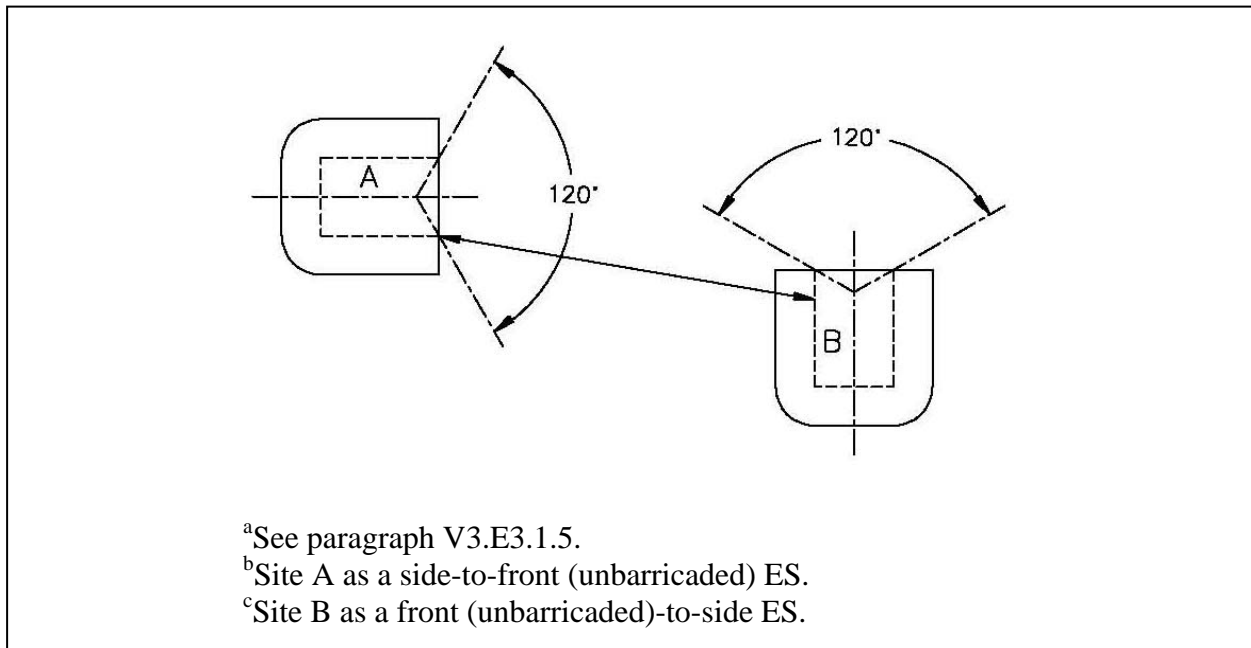 A
120°
120°
B
ᵃSee paragraph V3.E3.1.5.
ᵇSite A as a side-to-front (unbarricaded) ES.
ᶜSite B as a front (unbarricaded)-to-side ES.